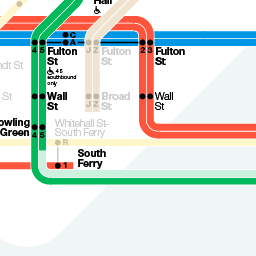 Hall
C
A
4 5
J Z
2 3
Fulton
St
4 5
southbound
only
Fulton
St
Fulton
St
ndt St
St
Wall
St
Broad
St
J Z
Wall
St
owling
Green
4 5
Whitehall St-
South Ferry
R
South
Ferry
1